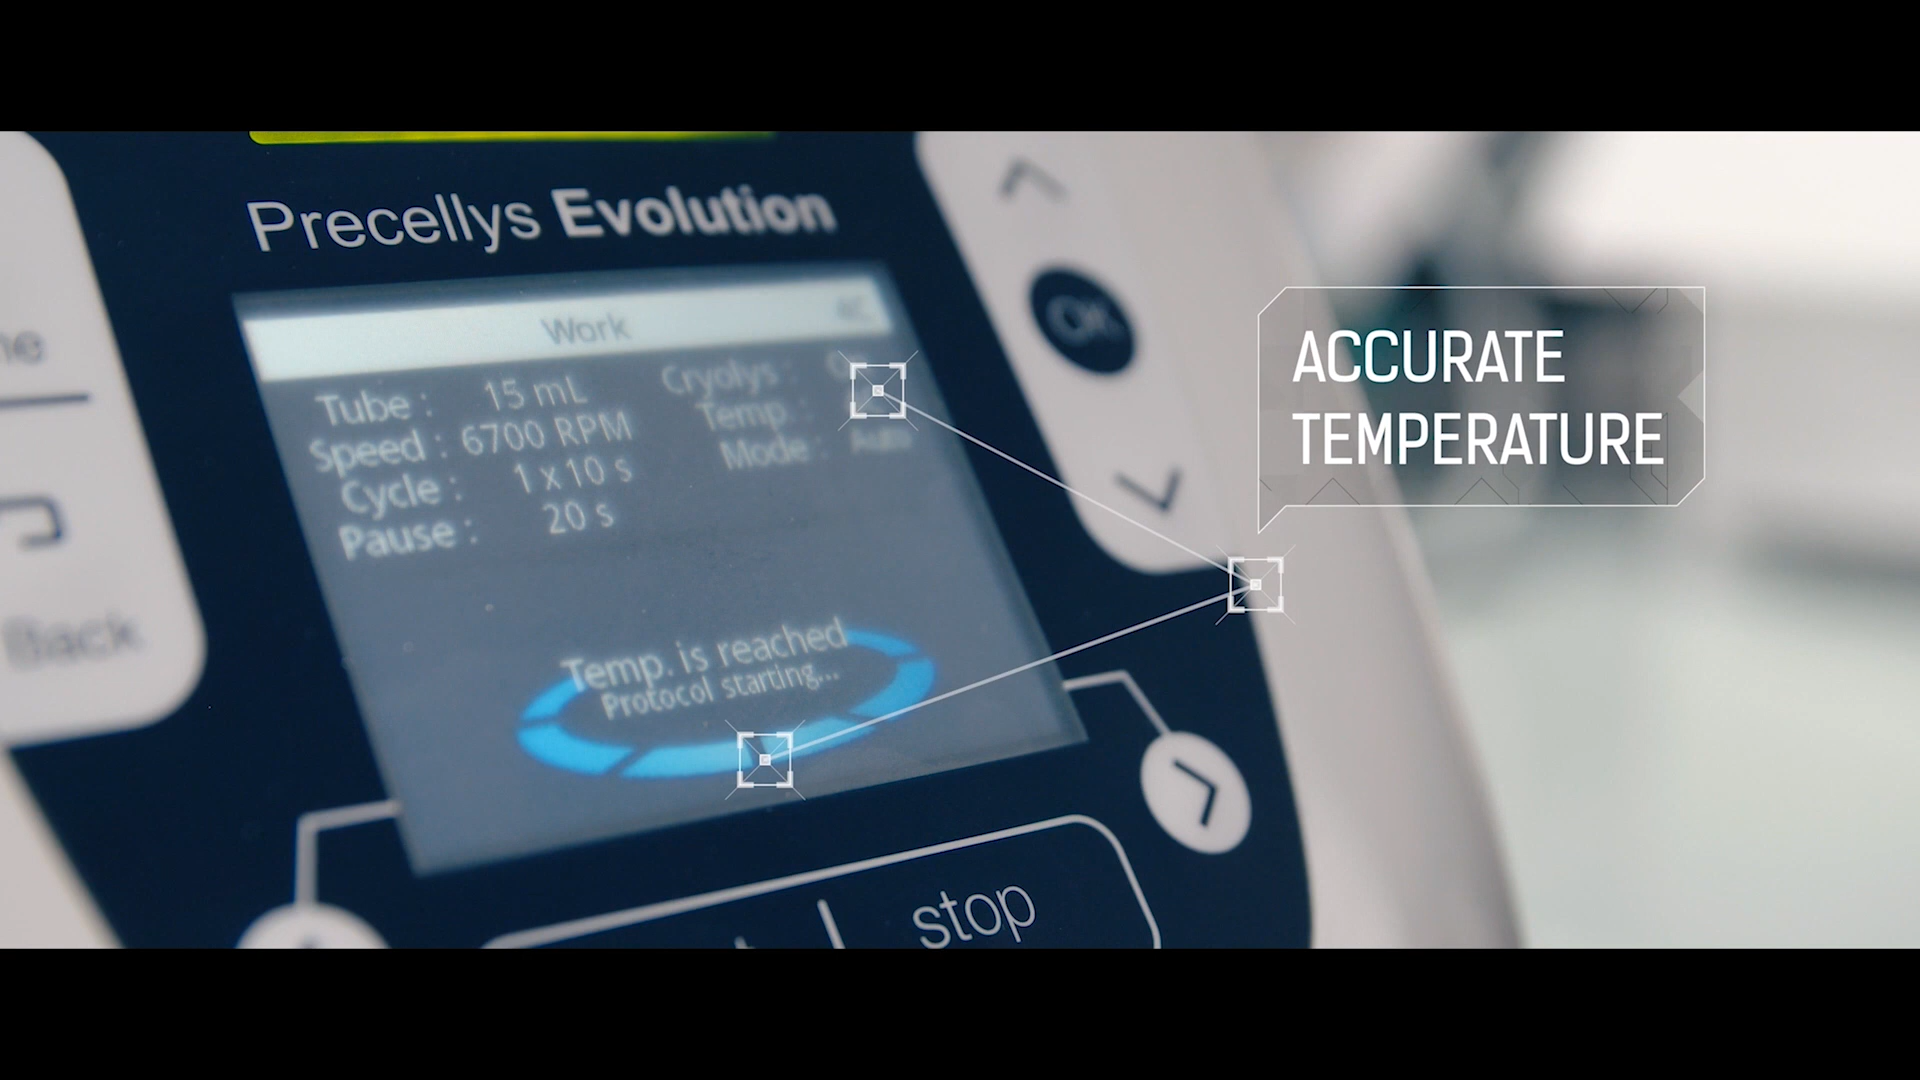 Precellys Evolution
Work
Tube : 15 mL
Speed : 6700 RPM
Cycle : 1 x 10 s
Pause : 20 s
Cryolys :
Temp. :
Mode : Auto
Temp. is reached
Protocol starting...
OK
Back
stop
ACCURATE
TEMPERATURE